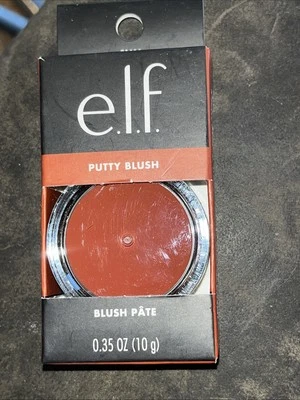 e.l.f.
PUTTY BLUSH
BLUSH PÂTE
0.35 OZ (10 g)